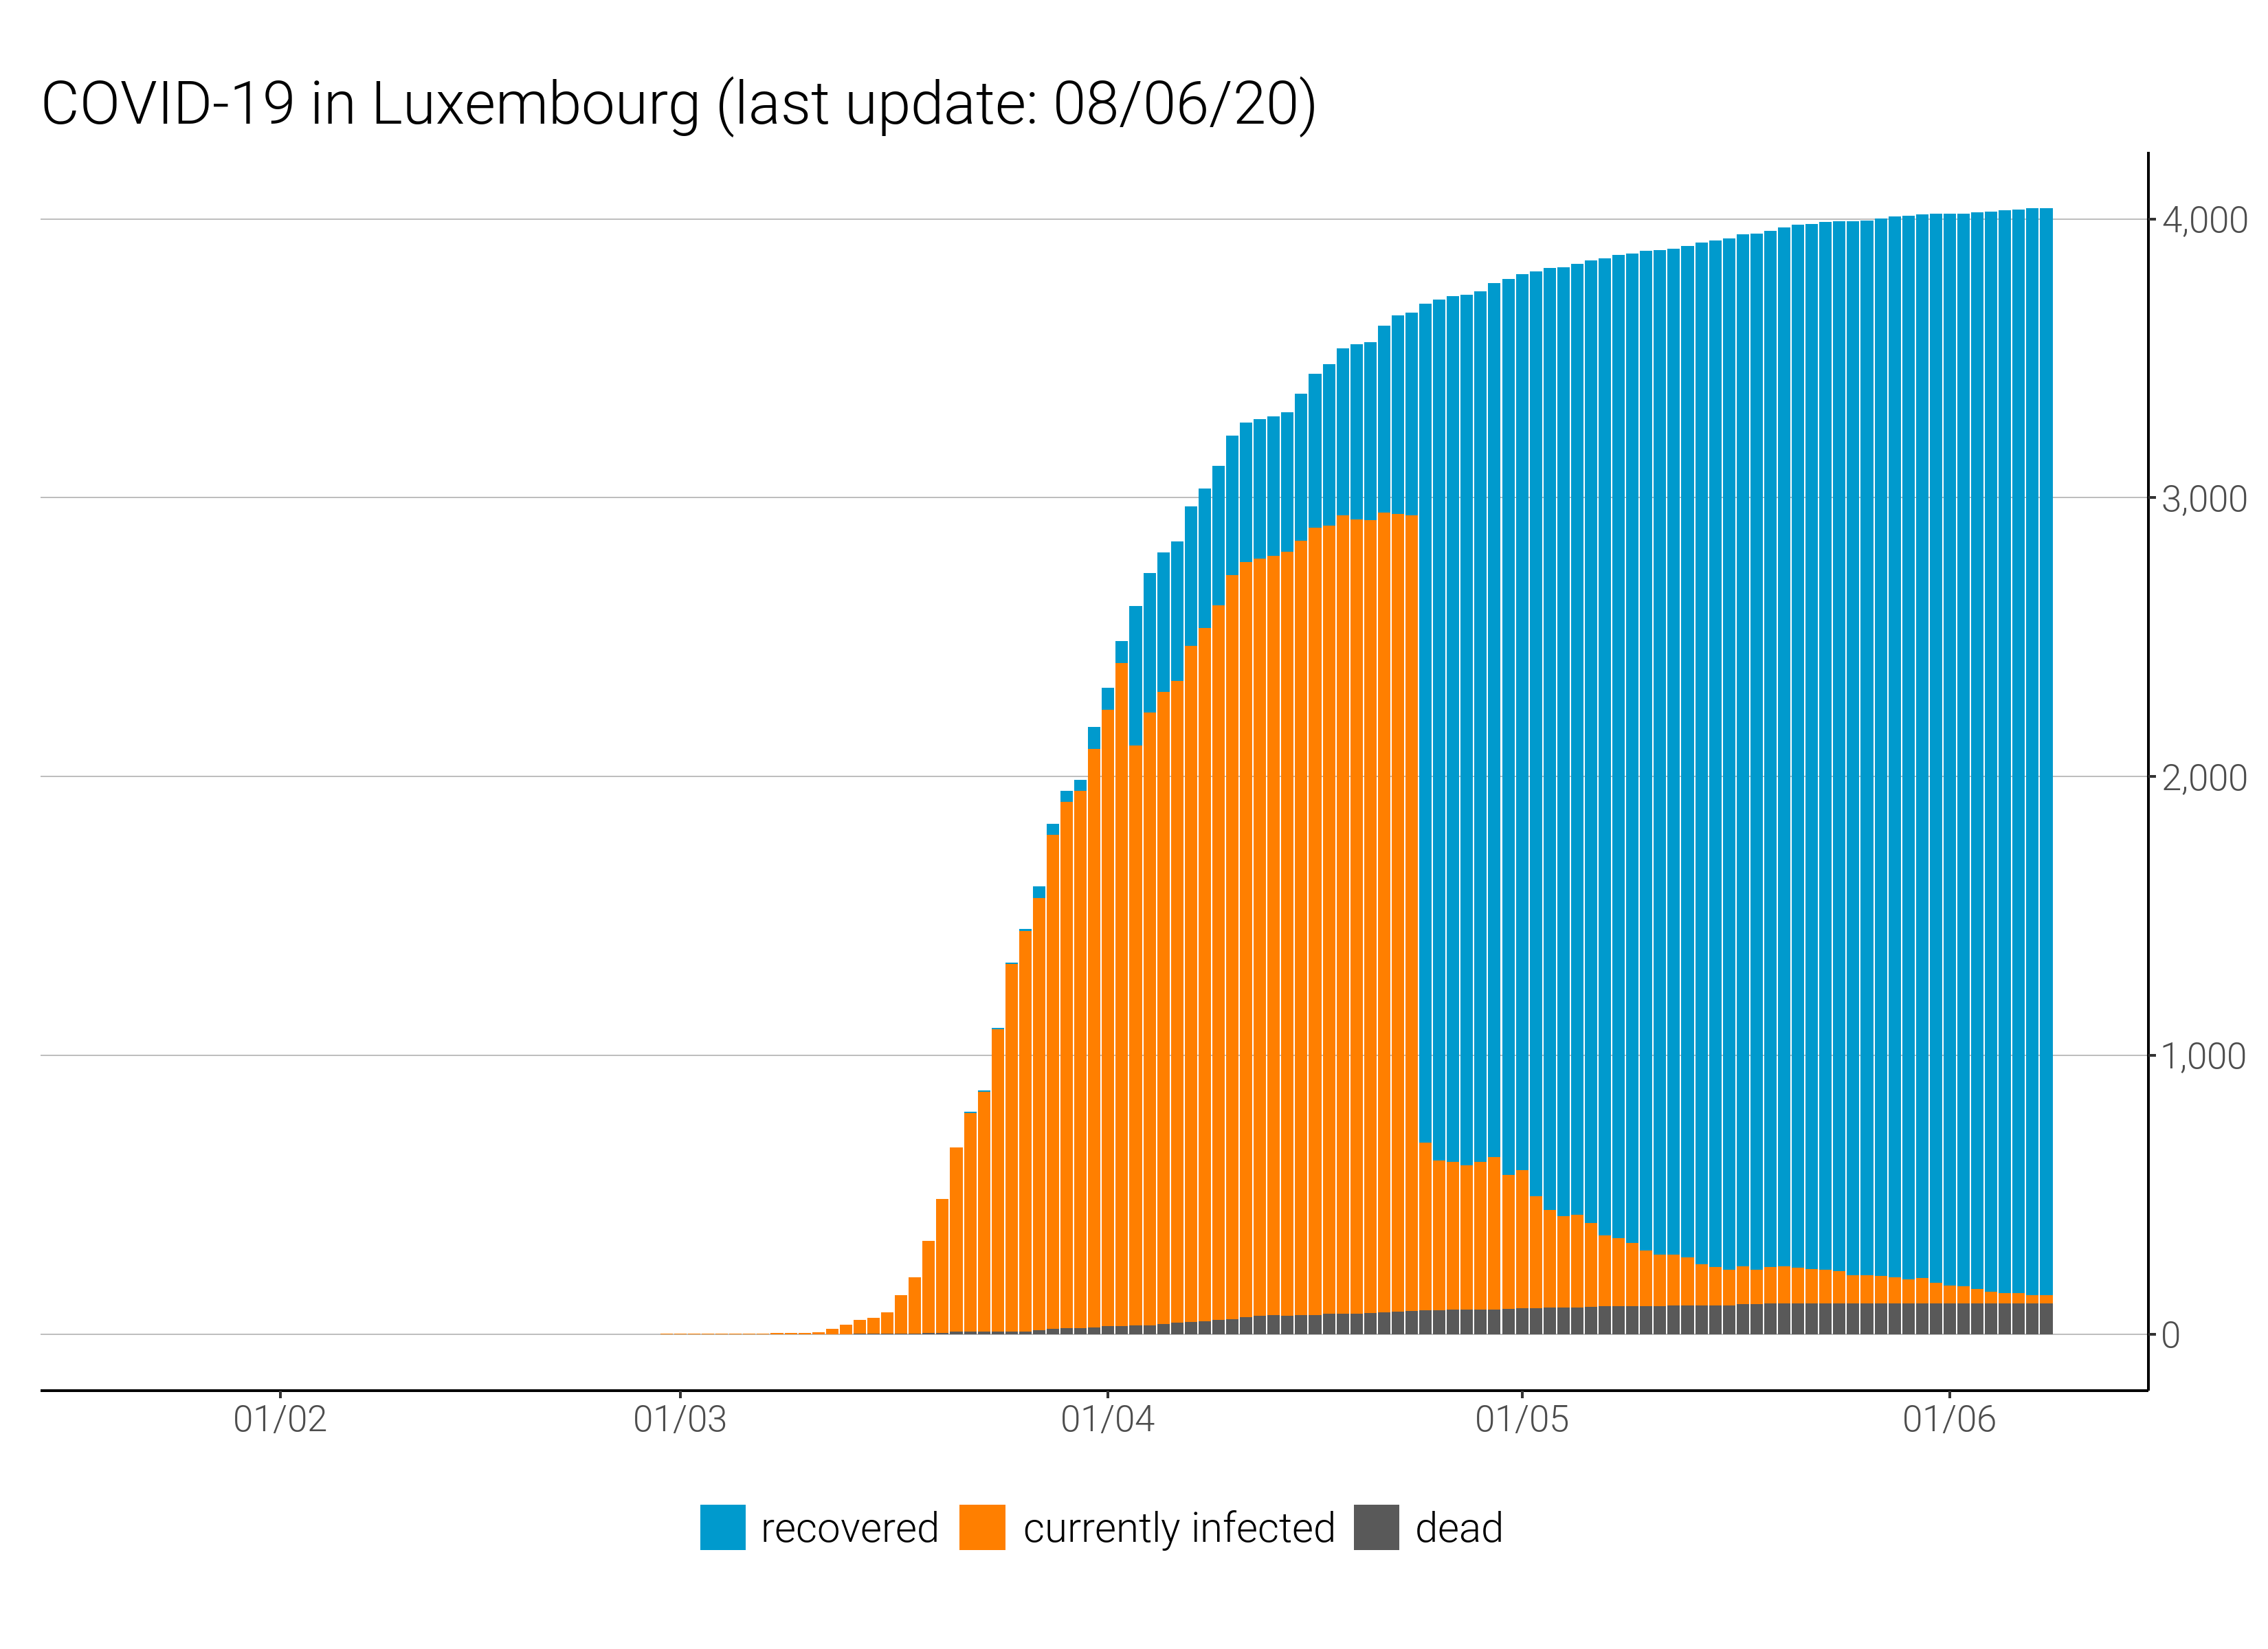 COVID-19 in Luxembourg (last update: 08/06/20)
4,000
3,000
2,000
1,000
0
01/02 01/03 01/04 01/05 01/06
recovered currently infected dead